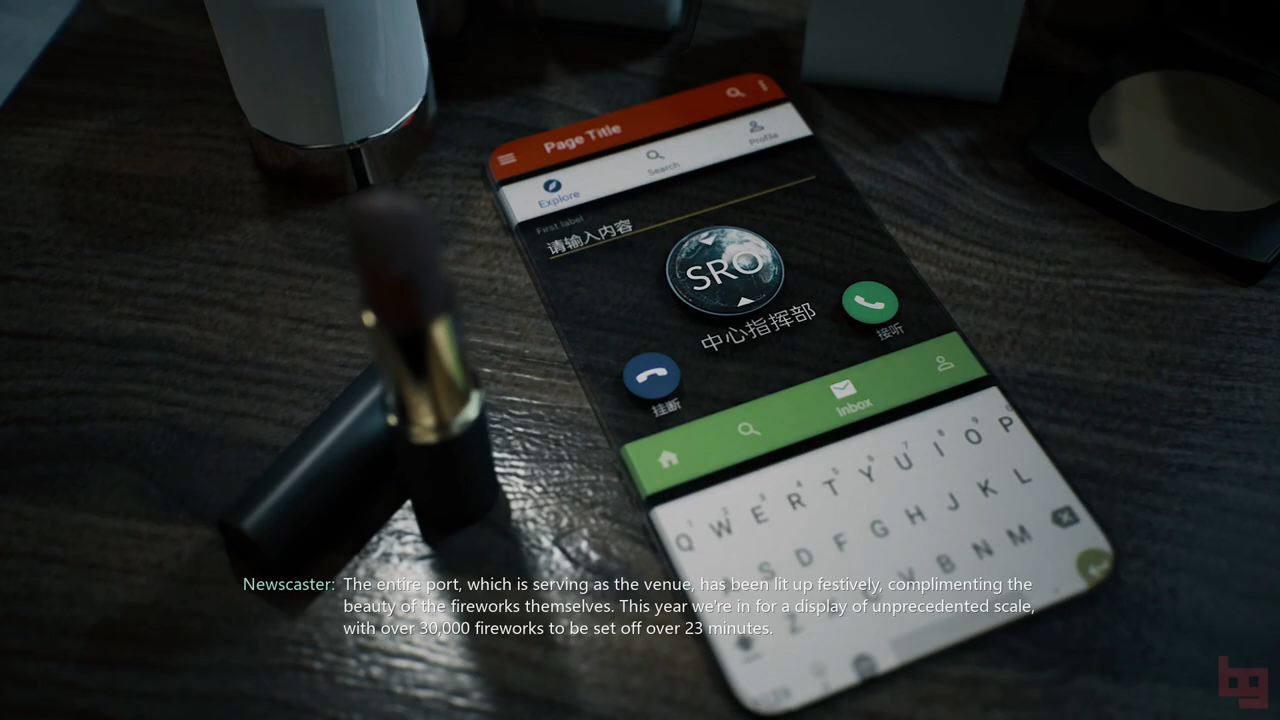 Page Title
Explore
Search
Profile
First label
请输入内容
SRO
中心指挥部
接听
挂断
Inbox
Q W E R T Y U I O P
S D F G H J K L
Z V B N M
Newscaster: The entire port, which is serving as the venue, has been lit up festively, complimenting the
beauty of the fireworks themselves. This year we're in for a display of unprecedented scale,
with over 30,000 fireworks to be set off over 23 minutes.
bg